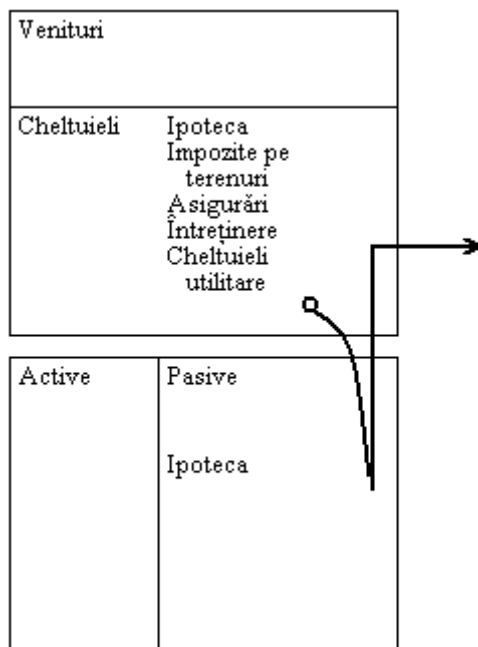 Venituri
Cheltuieli Ipoteca
Impozite pe
terenuri
Asigurări
Întreținere
Cheltuieli
utilitare
Active Pasive
Ipoteca